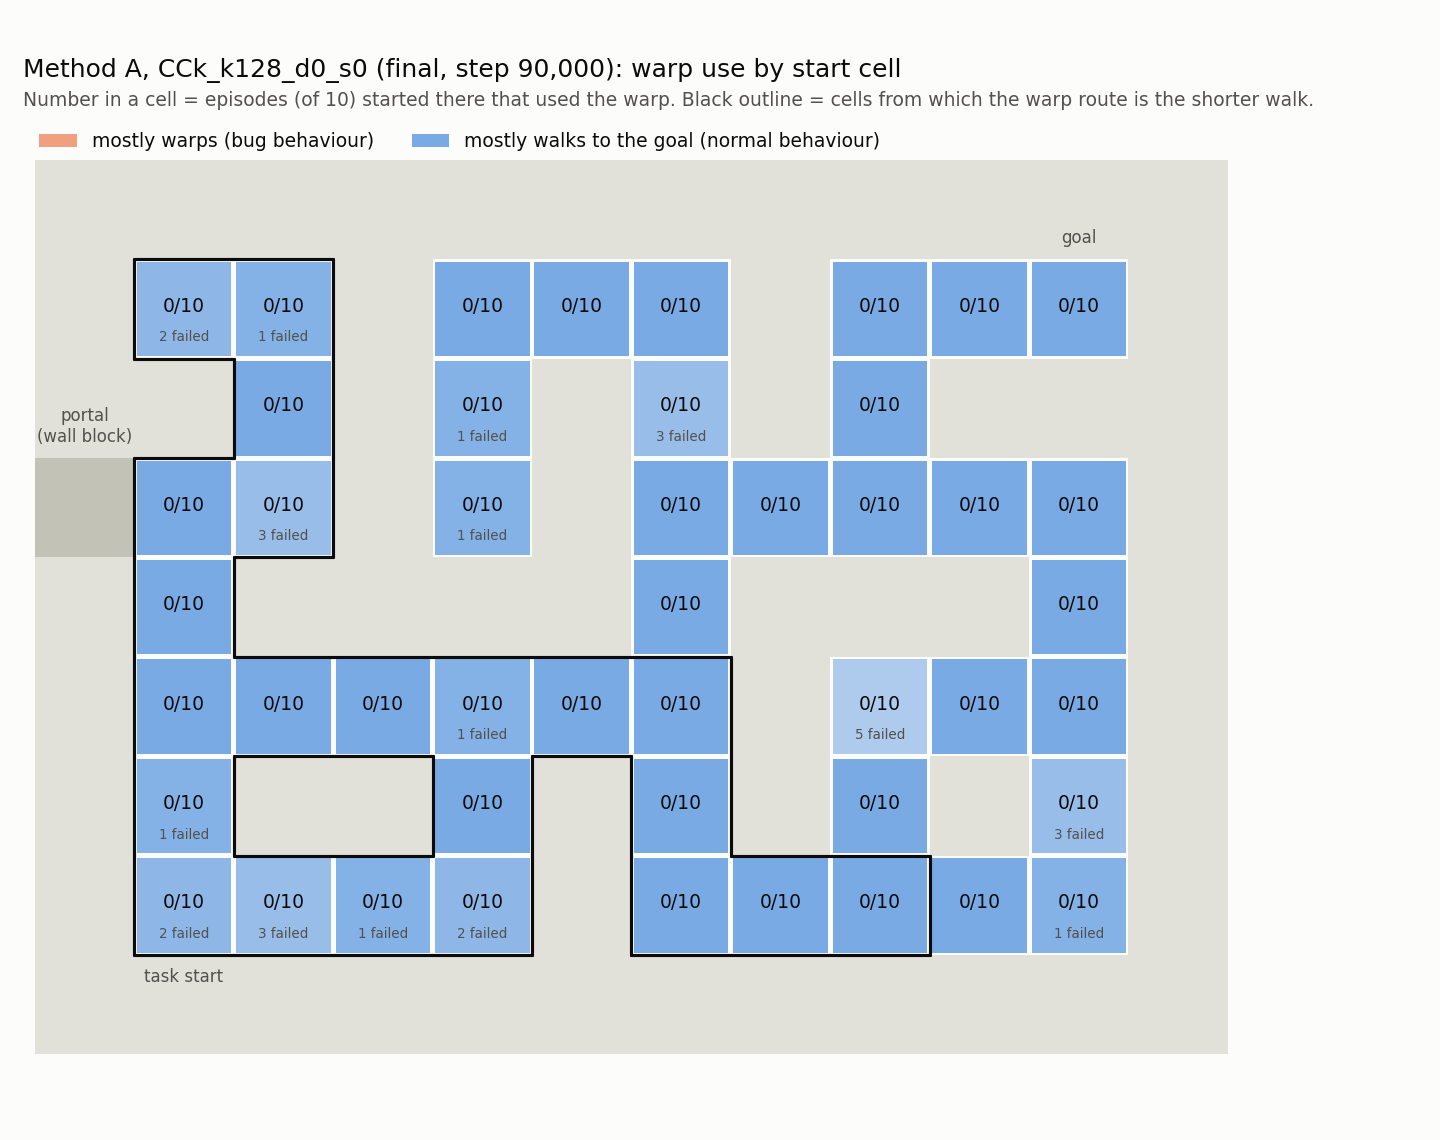 Method A, CCk_k128_d0_s0 (final, step 90,000): warp use by start cell
Number in a cell = episodes (of 10) started there that used the warp. Black outline = cells from which the warp route is the shorter walk.
mostly warps (bug behaviour) mostly walks to the goal (normal behaviour)
goal
0/10 0/10 0/10 0/10 0/10 0/10 0/10 0/10
2 failed 1 failed
0/10 0/10 0/10 0/10
portal
(wall block)
1 failed 3 failed
0/10 0/10 0/10 0/10 0/10 0/10 0/10 0/10
3 failed 1 failed
0/10 0/10 0/10
0/10 0/10 0/10 0/10 0/10 0/10 0/10 0/10 0/10
1 failed 5 failed
0/10 0/10 0/10 0/10 0/10
1 failed 3 failed
0/10 0/10 0/10 0/10 0/10 0/10 0/10 0/10 0/10
2 failed 3 failed 1 failed 2 failed 1 failed
task start